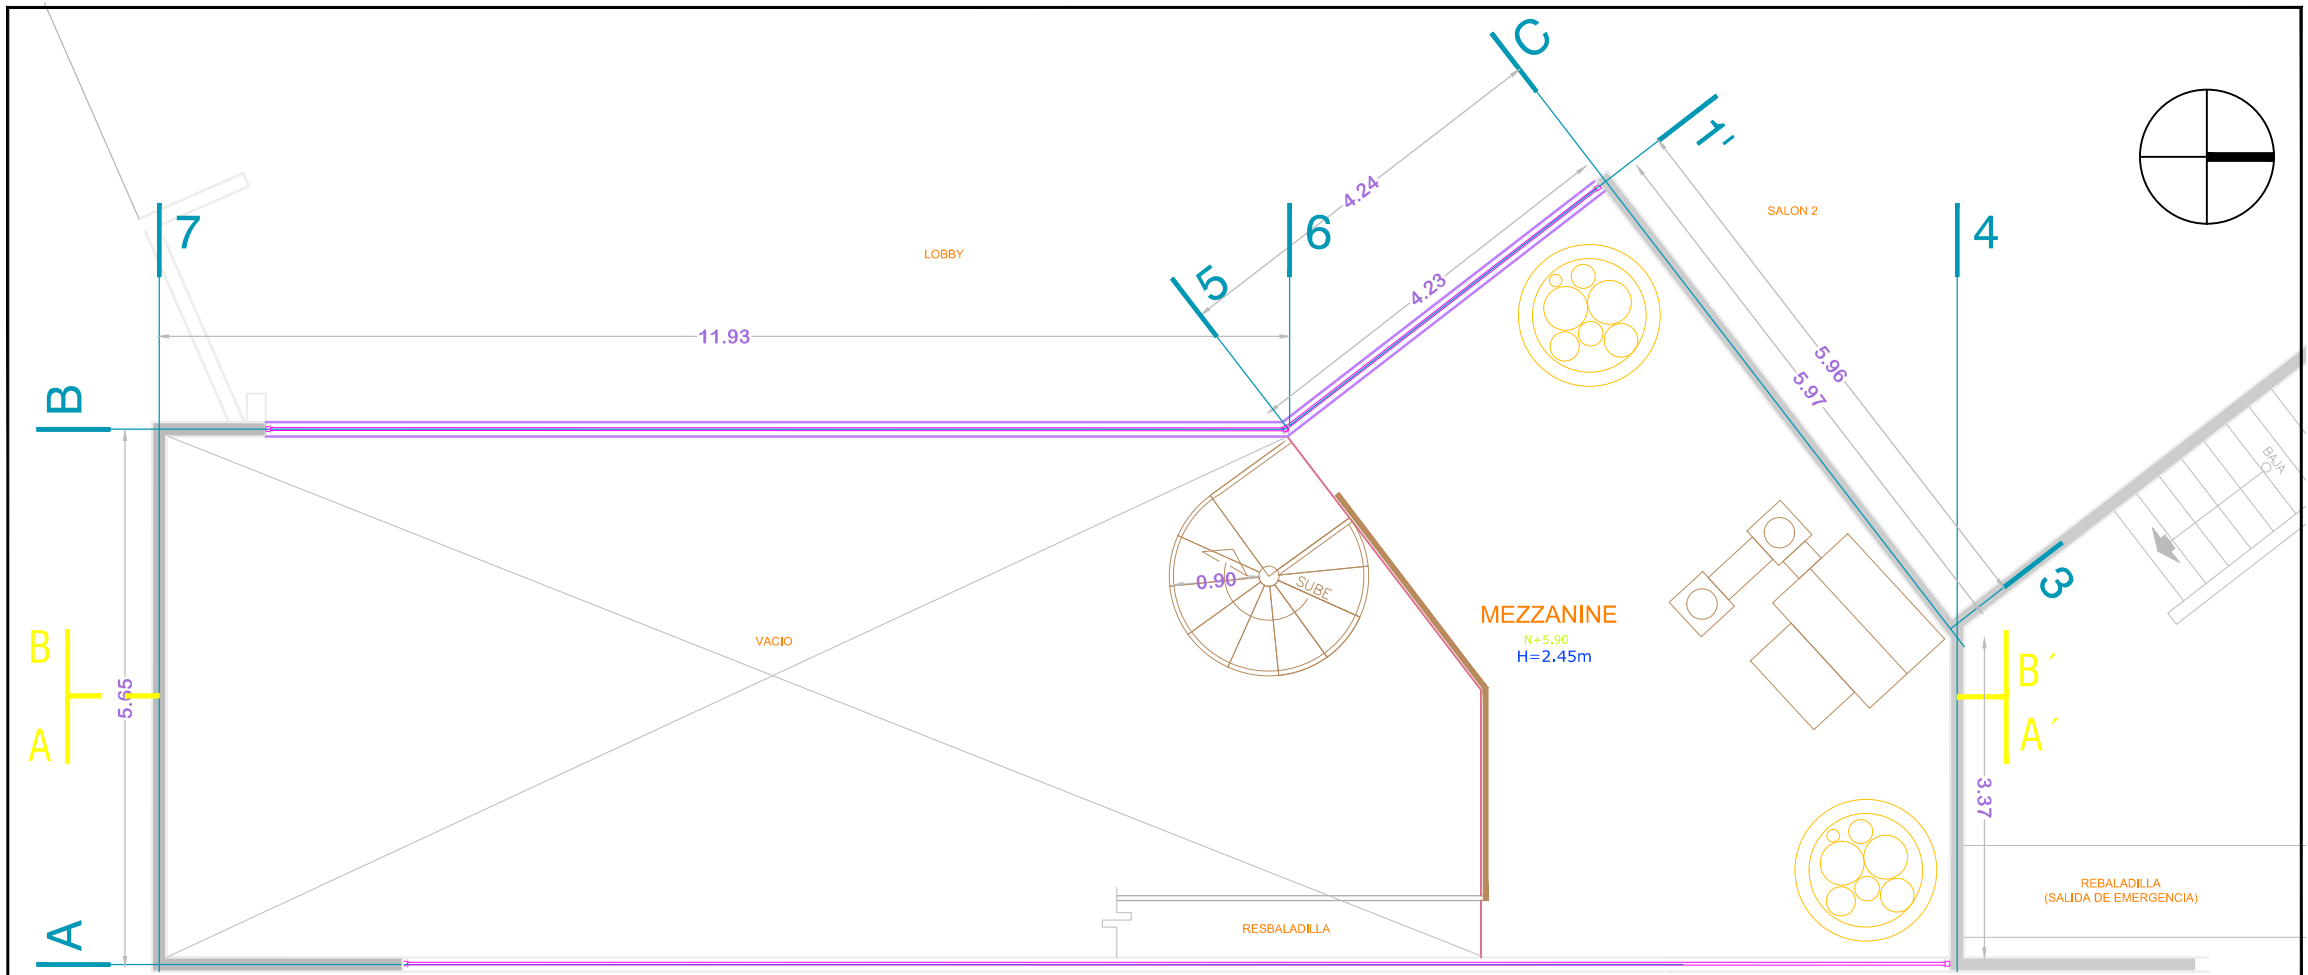 C
1'
4.24
SALON 2
7
6
4
LOBBY
5
4.23
11.93
5.96
5.97
B
BAJA
0.90
SUBE
3
MEZZANINE
N+5.90
H=2.45m
VACIO
B
B´
5.65
A
A´
3.37
REBALADILLA
(SALIDA DE EMERGENCIA)
A
RESBALADILLA